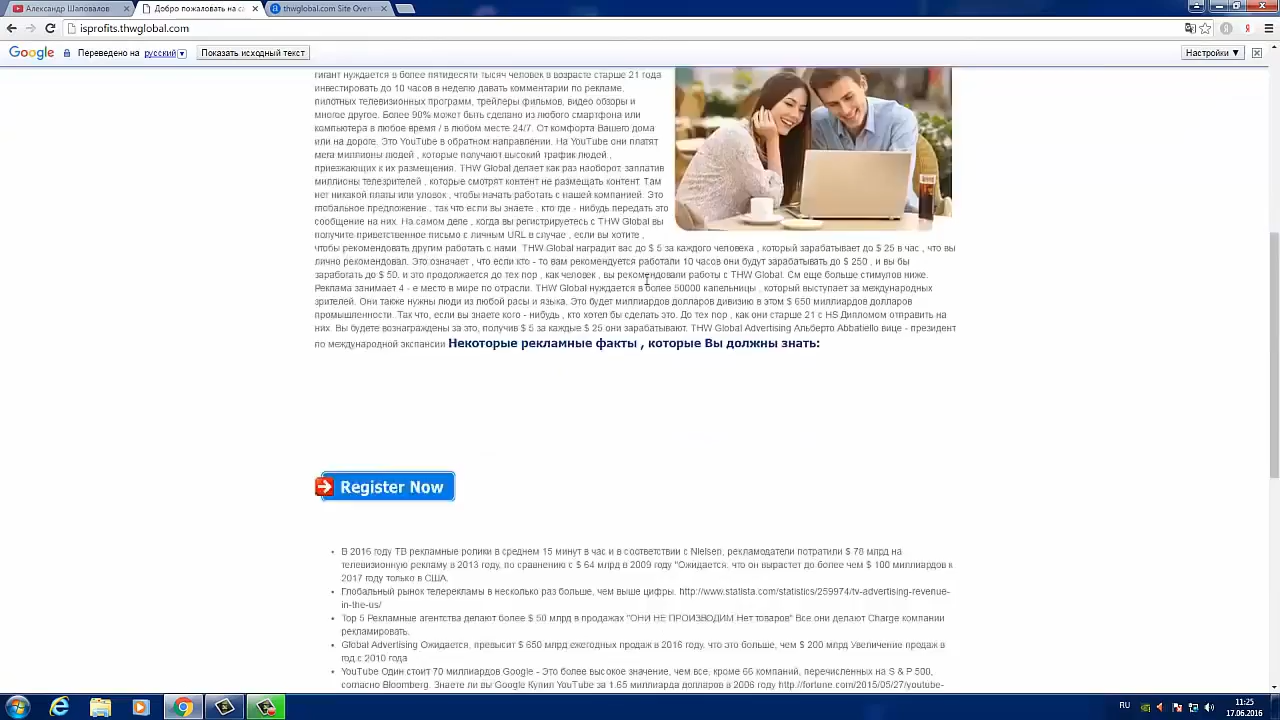 Александр Шаповалов
Добро пожаловать на са
thwglobal.com Site Over
isprofits.thwglobal.com
Google Переведено на русский Показать исходный текст Настройки
гигант нуждается в более пятидесяти тысяч человек в возрасте старше 21 года
инвестировать до 10 часов в неделю давать комментарии по рекламе.
пилотных телевизионных программ, трейлеры фильмов, видео обзоры и
многое другое. Более 90% может быть сделано из любого смартфона или
компьютера в любое время / в любом месте 24/7. От комфорта Вашего дома
или на дороге. Это YouTube в обратном направлении. На YouTube они платят
мега миллионы людей , которые получают высокий трафик людей ,
приезжающих к их размещения. THW Global делает как раз наоборот, заплатив
миллионы телезрителей , которые смотрят контент не размещать контент. Там
нет никакой платы или уловок , чтобы начать работать с нашей компанией. Это
глобальное предложение , так что если вы знаете , кто где - нибудь передать это
сообщение на них. На самом деле , когда вы регистрируетесь с THW Global вы
получите приветственное письмо с личным URL в случае , если вы хотите ,
чтобы рекомендовать другим работать с нами. THW Global наградит вас до $ 5 за каждого человека , который зарабатывает до $ 25 в час , что вы
лично рекомендовал. Это означает , что если кто - то вам рекомендуется работали 10 часов они будут зарабатывать до $ 250 , и вы бы
заработать до $ 50. и это продолжается до тех пор , как человек , вы рекомендовали работы с THW Global. См еще больше стимулов ниже.
Реклама занимает 4 - е место в мире по отрасли. THW Global нуждается в более 50000 капельницы , который выступает за международных
зрителей. Они также нужны люди из любой расы и языка. Это будет миллиардов долларов дивизию в этом $ 650 миллиардов долларов
промышленности. Так что, если вы знаете кого - нибудь , кто хотел бы сделать это. До тех пор , как они старше 21 с HS Дипломом отправить на
них. Вы будете вознаграждены за это, получив $ 5 за каждые $ 25 они зарабатывают. THW Global Advertising Альберто Abbatiello вице - президент
по международной экспансии Некоторые рекламные факты , которые Вы должны знать:
Register Now
• В 2016 году ТВ рекламные ролики в среднем 15 минут в час и в соответствии с Nielsen, рекламодатели потратили $ 78 млрд на
телевизионную рекламу в 2013 году, по сравнению с $ 64 млрд в 2009 году "Ожидается, что он вырастет до более чем $ 100 миллиардов к
2017 году только в США.
• Глобальный рынок телерекламы в несколько раз больше, чем выше цифры. http://www.statista.com/statistics/259974/tv-advertising-revenue-
in-the-us/
• Top 5 Рекламные агентства делают более $ 50 млрд в продажах "ОНИ НЕ ПРОИЗВОДИМ Нет товаров" Все они делают Charge компании
рекламировать.
• Global Advertising Ожидается, превысит $ 650 млрд ежегодных продаж в 2016 году, что это больше, чем $ 200 млрд Увеличение продаж в
год с 2010 года
• YouTube Один стоит 70 миллиардов Google - Это более высокое значение, чем все, кроме 66 компаний, перечисленных на S & P 500,
согласно Bloomberg. Знаете ли вы Google Купил YouTube за 1.65 миллиарда долларов в 2006 году http://fortune.com/2015/05/27/youtube-
RU
11:25
17.06.2016